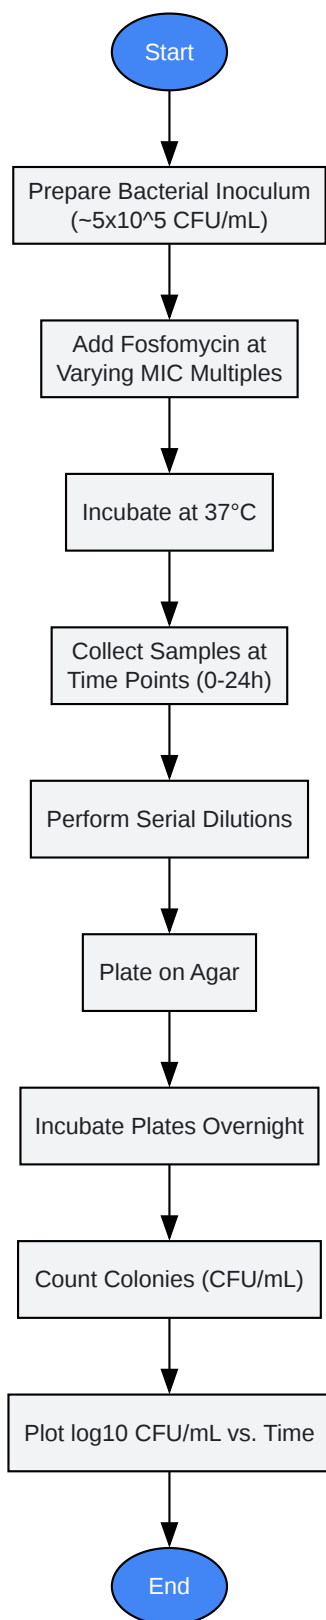 Start
Prepare Bacterial Inoculum
(~5x10^5 CFU/mL)
Add Fosfomycin at
Varying MIC Multiples
Incubate at 37°C
Collect Samples at
Time Points (0-24h)
Perform Serial Dilutions
Plate on Agar
Incubate Plates Overnight
Count Colonies (CFU/mL)
Plot log10 CFU/mL vs. Time
End